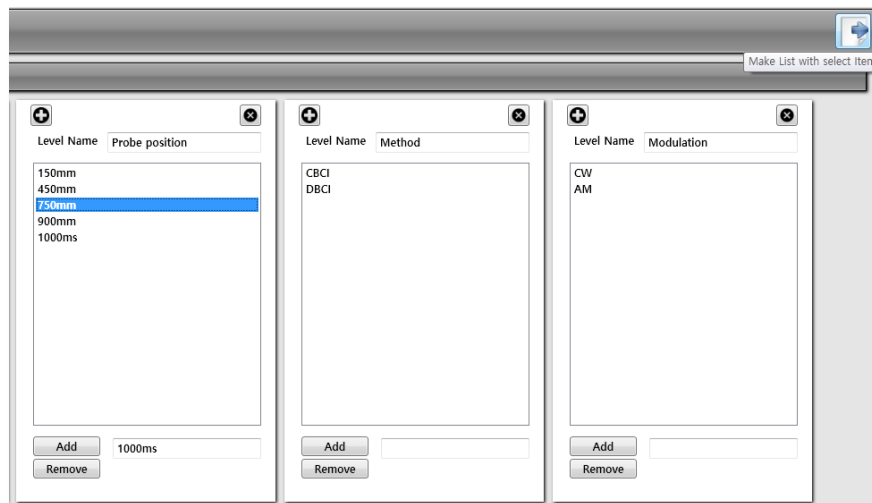 Make List with select Iten
Level Name Probe position
150mm
450mm
750mm
900mm
1000ms
Add 1000ms
Remove
Level Name Method
CBCI
DBCI
Add
Remove
Level Name Modulation
CW
AM
Add
Remove